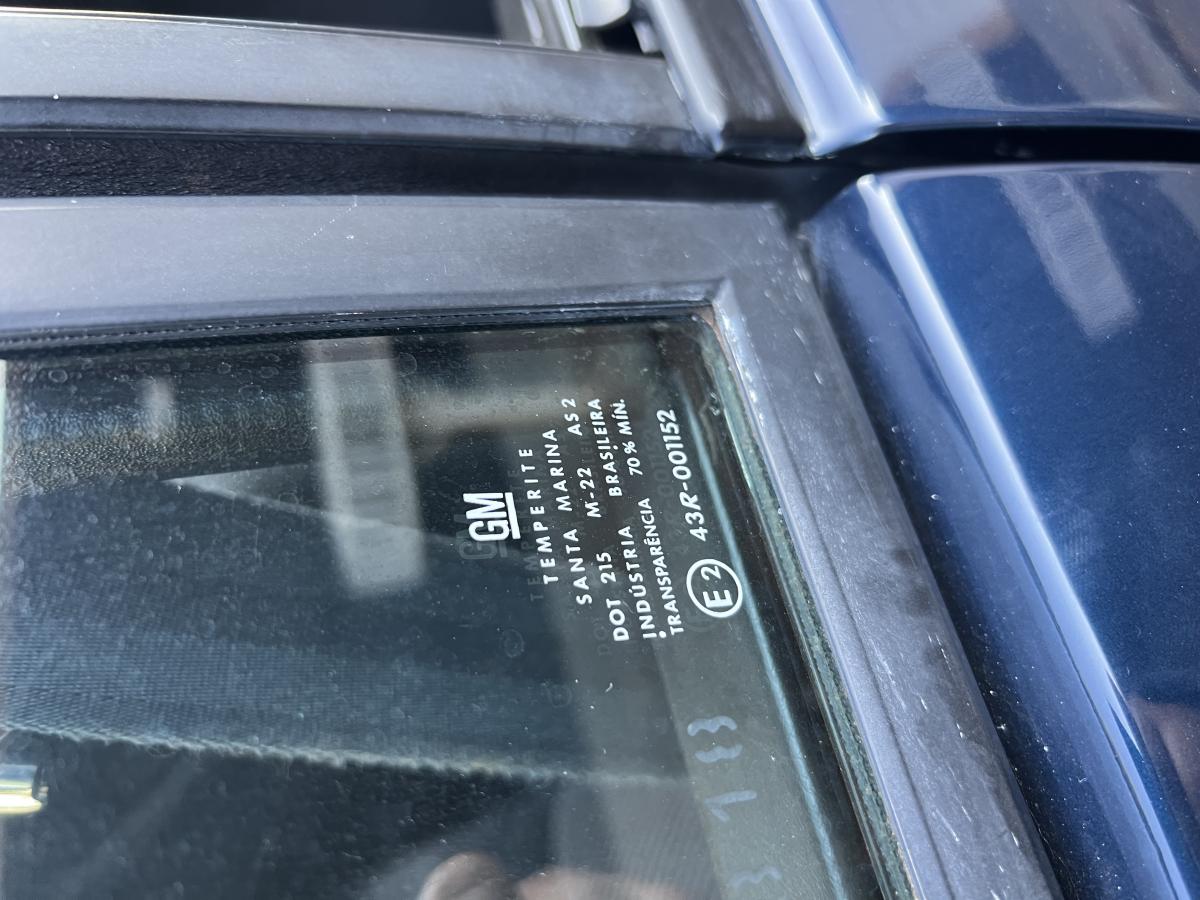 GM
TEMPERITE
SANTA MARINA
DOT 215 M-22 AS2
INDÚSTRIA BRASILEIRA
TRANSPARÊNCIA 70% MÍN.
E2 43R-001152